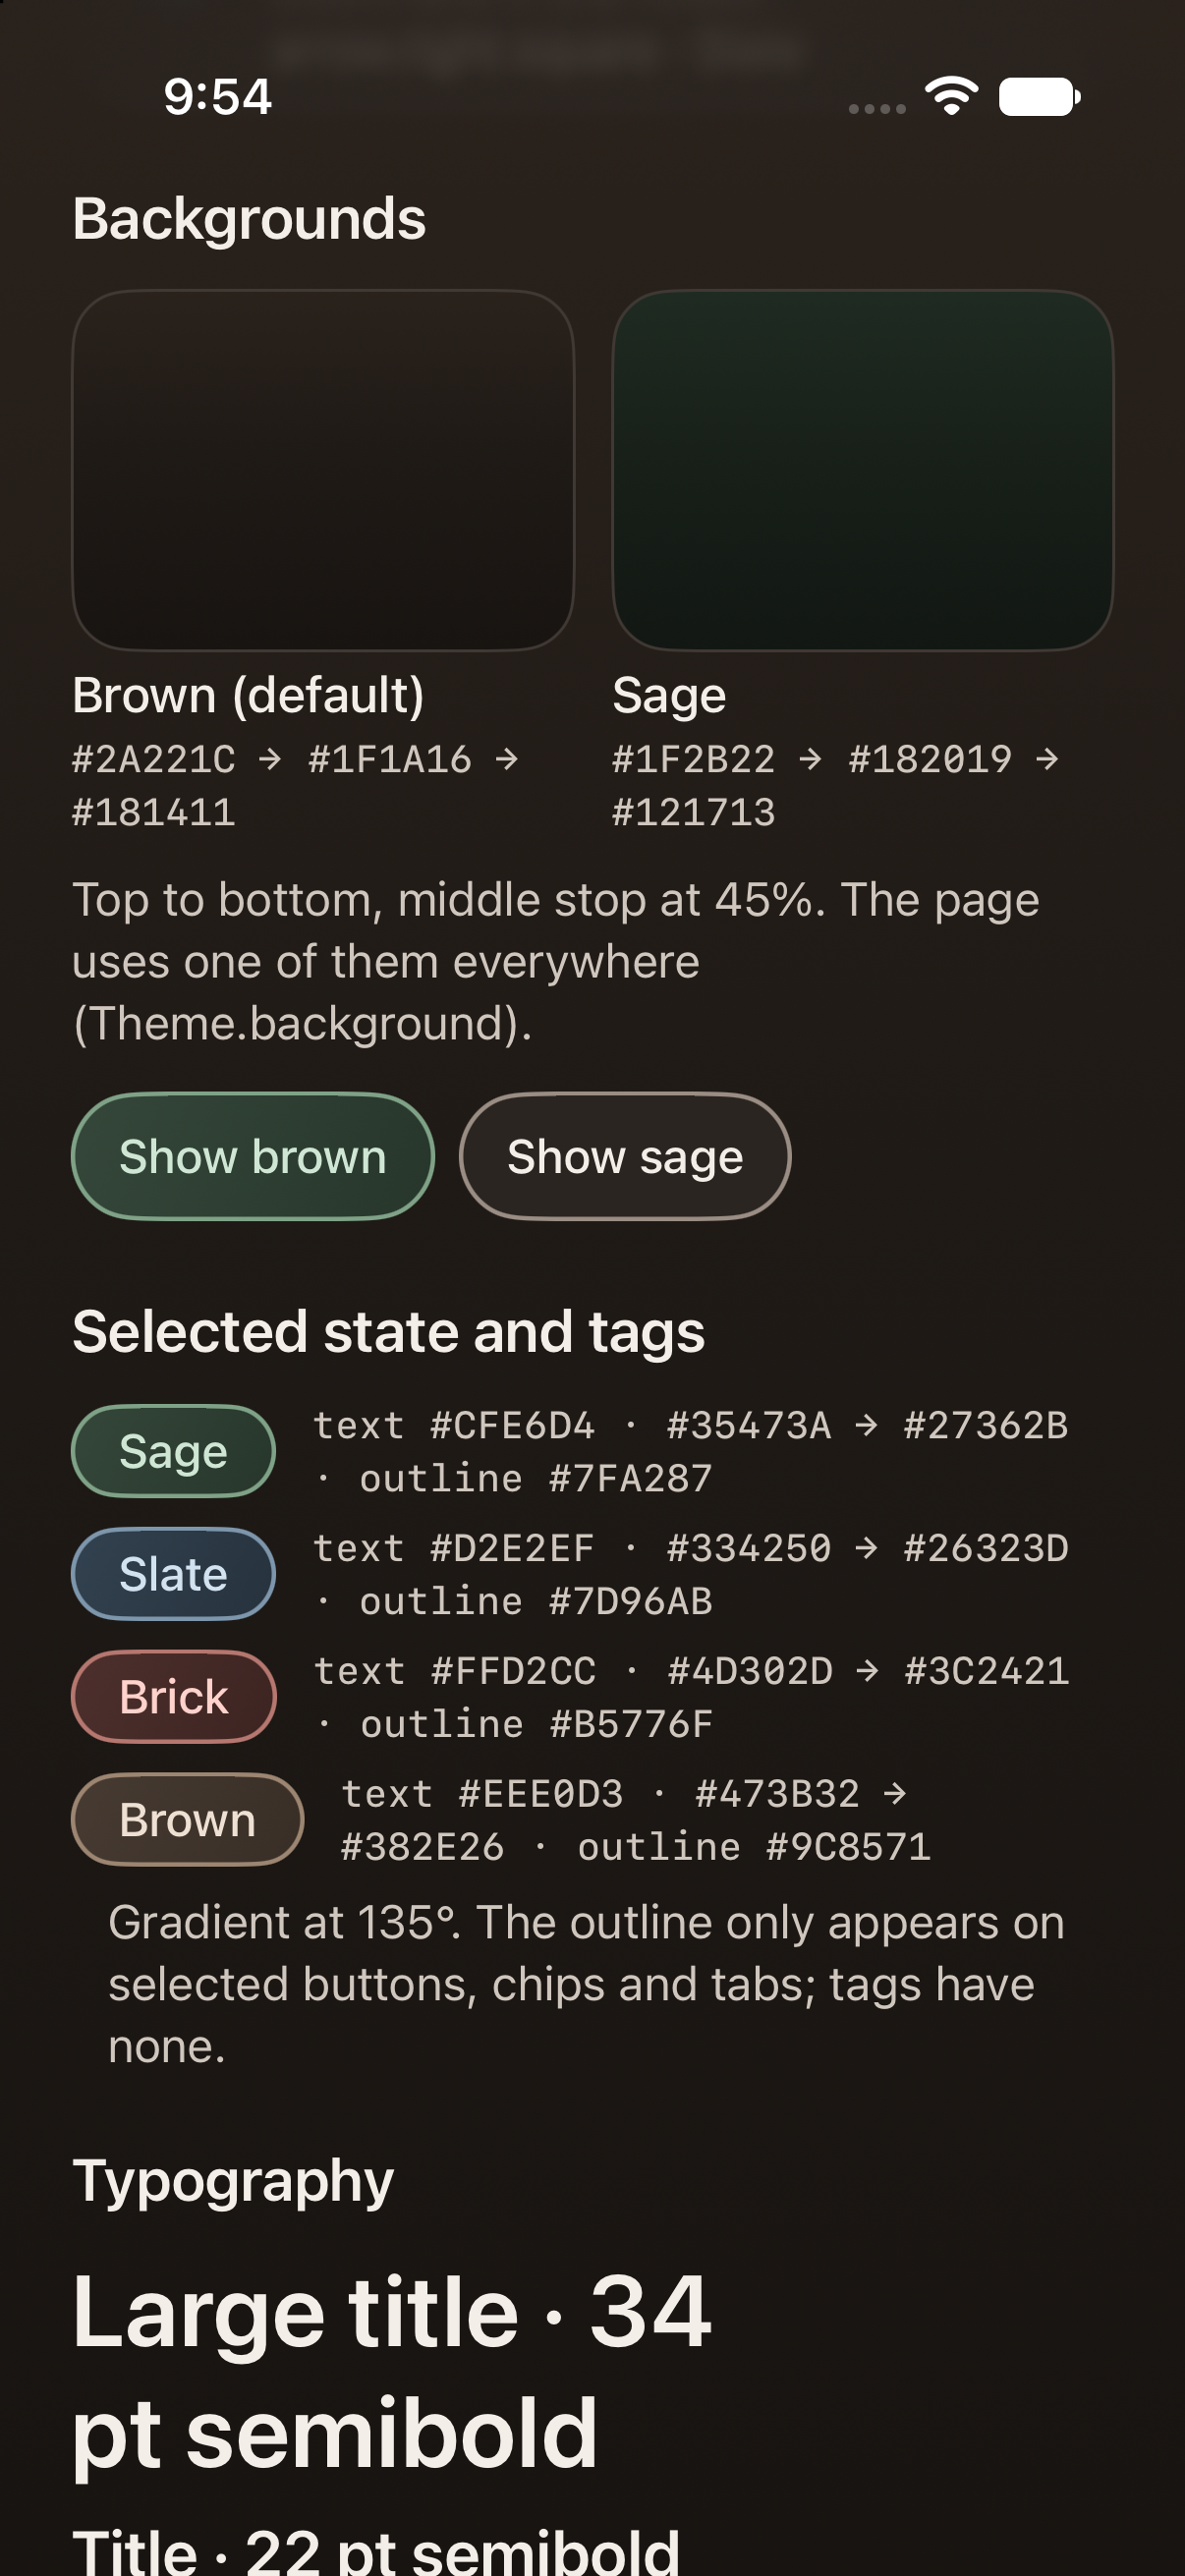 9:54
Backgrounds
Brown (default)
#2A221C → #1F1A16 →
#181411
Sage
#1F2B22 → #182019 →
#121713
Top to bottom, middle stop at 45%. The page
uses one of them everywhere
(Theme.background).
Show brown
Show sage
Selected state and tags
Sage
text #CFE6D4 · #35473A → #27362B
· outline #7FA287
Slate
text #D2E2EF · #334250 → #26323D
· outline #7D96AB
Brick
text #FFD2CC · #4D302D → #3C2421
· outline #B5776F
Brown
text #EEE0D3 · #473B32 →
#382E26 · outline #9C8571
Gradient at 135°. The outline only appears on
selected buttons, chips and tabs; tags have
none.
Typography
Large title · 34
pt semibold
Title · 22 pt semibold